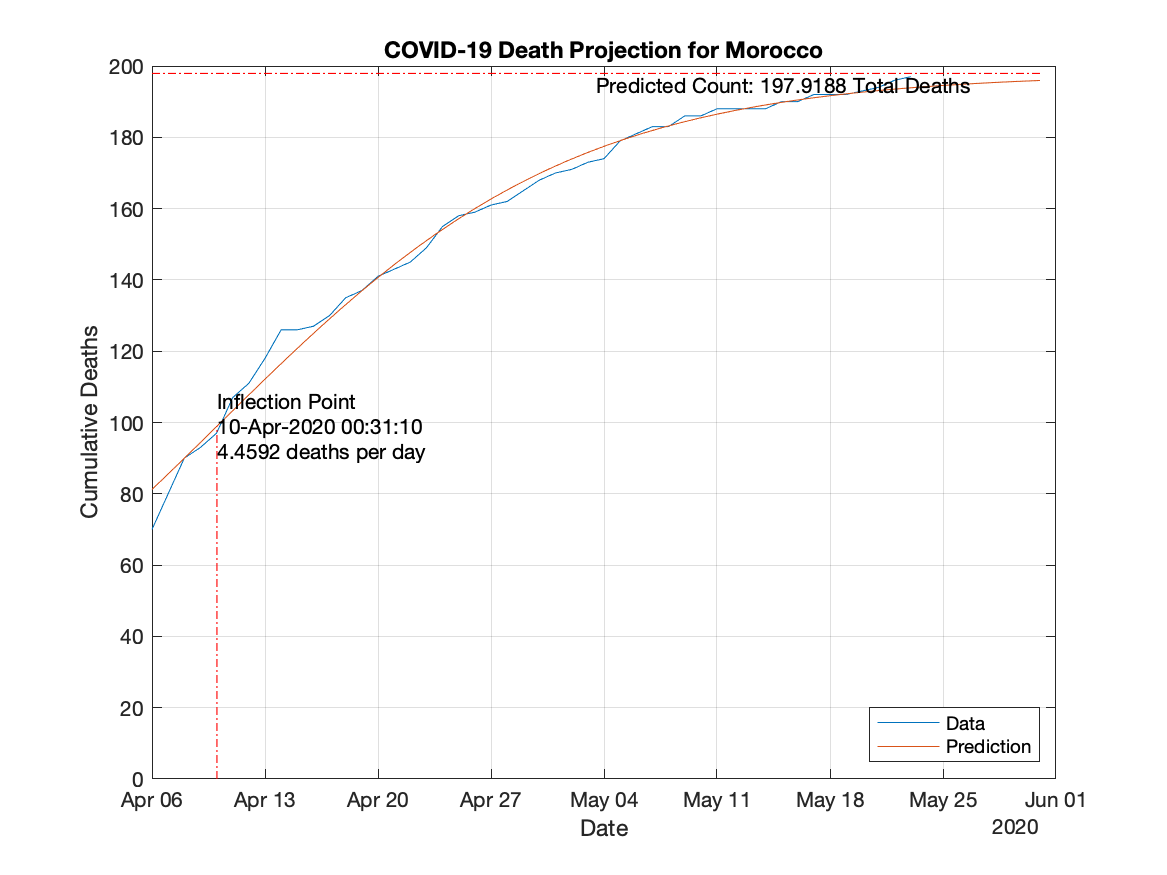 COVID-19 Death Projection for Morocco
Predicted Count: 197.9188 Total Deaths
200
180
160
140
120
100
80
60
40
20
0
Cumulative Deaths
Inflection Point
10-Apr-2020 00:31:10
4.4592 deaths per day
Data
Prediction
Apr 06 Apr 13 Apr 20 Apr 27 May 04 May 11 May 18 May 25 Jun 01
Date
2020